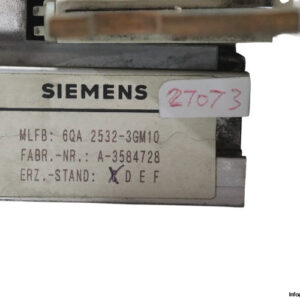 SIEMENS
27073
MLFB: 6QA 2532-3GM10
FABR.-NR.: A-3584728
ERZ.-STAND: D E F